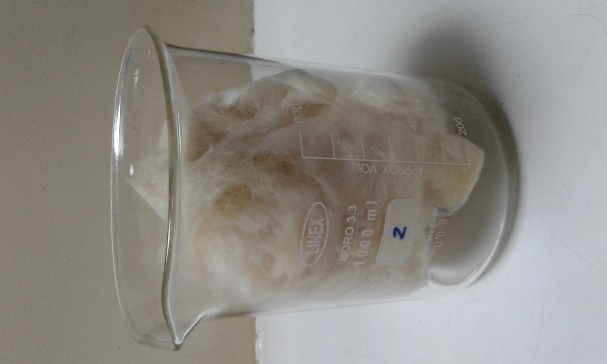 LINEX
BORO 3.3
1000 ml
APPROX VOL
200
2